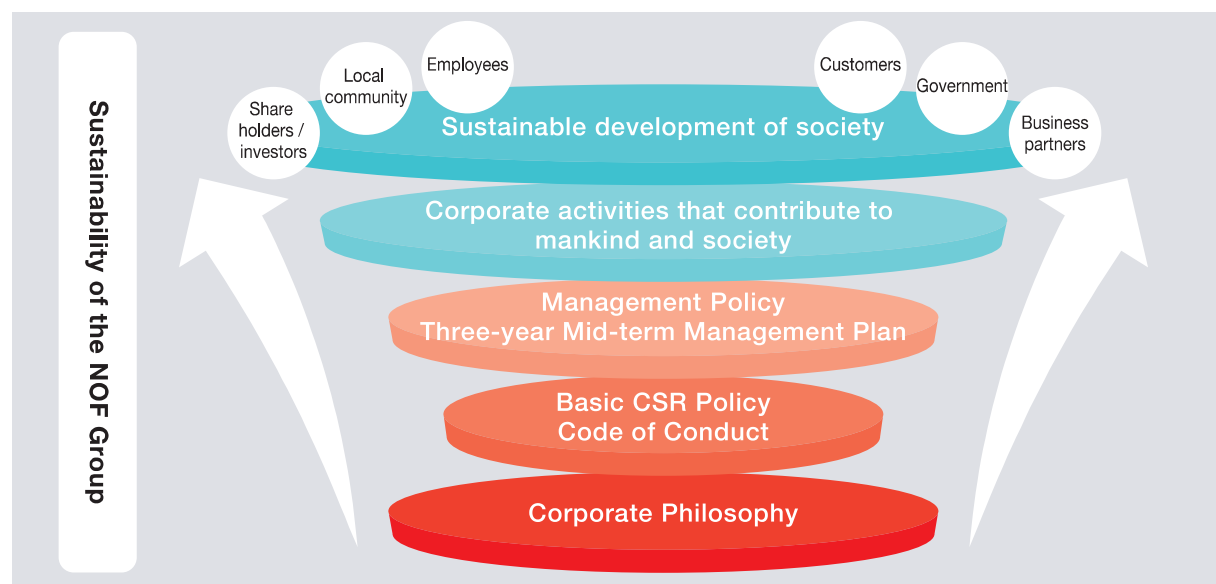 Sustainability of the NOF Group
Share
holders /
investors
Local
community
Employees
Customers
Government
Business
partners
Sustainable development of society
Corporate activities that contribute to
mankind and society
Management Policy
Three-year Mid-term Management Plan
Basic CSR Policy
Code of Conduct
Corporate Philosophy